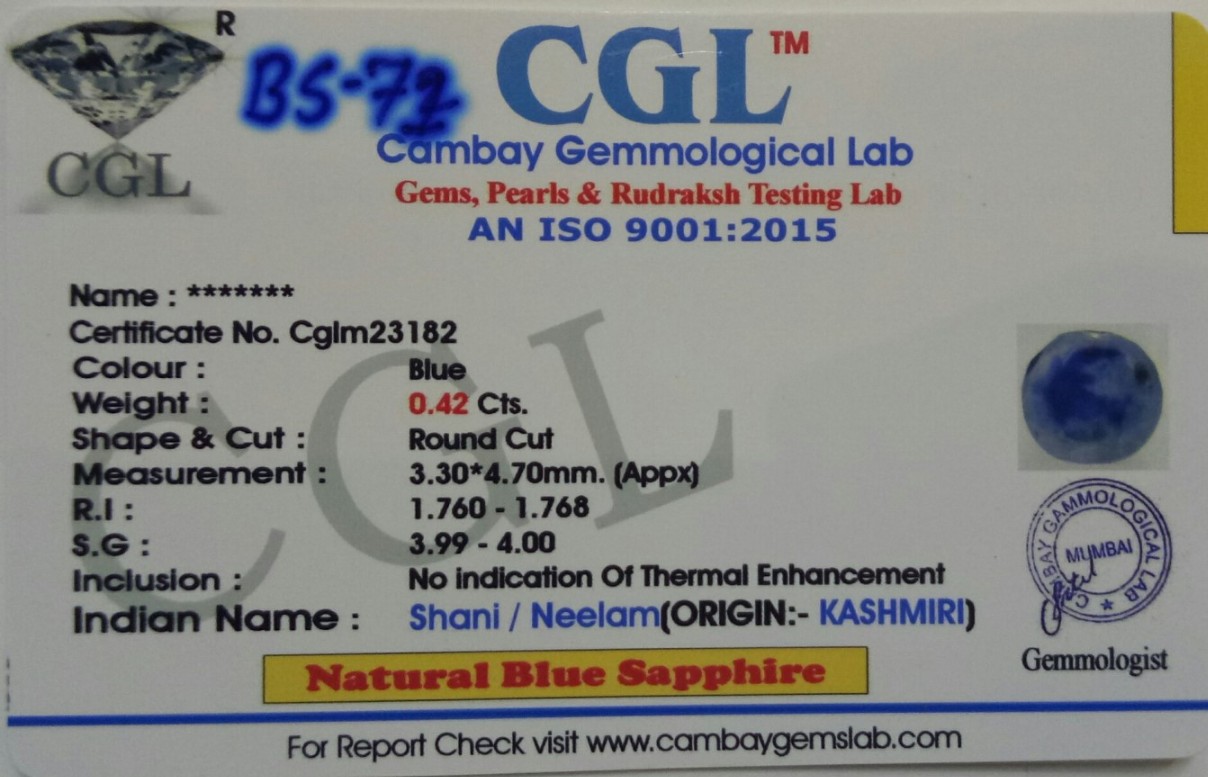 R
BS-72
CGL™
CGL
Cambay Gemmological Lab
Gems, Pearls & Rudraksh Testing Lab
AN ISO 9001:2015
Name : *******
Certificate No. Cglm23182
Colour : Blue
Weight : 0.42 Cts.
Shape & Cut : Round Cut
Measurement : 3.30*4.70mm. (Appx)
R.I : 1.760 - 1.768
S.G : 3.99 - 4.00
Inclusion : No indication Of Thermal Enhancement
Indian Name : Shani / Neelam(ORIGIN:- KASHMIRI)
CGL
CAMBAY GAMMOLOGICAL LAB
MUMBAI
Gemmologist
Natural Blue Sapphire
For Report Check visit www.cambaygemslab.com